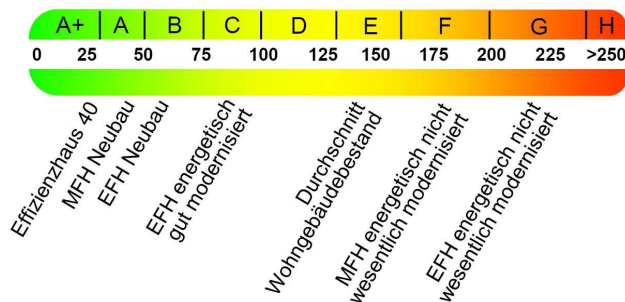 A+ A B C D E F G H
0 25 50 75 100 125 150 175 200 225 >250
Effizienzhaus 40
MFH Neubau
EFH Neubau
EFH energetisch
gut modernisiert
Durchschnitt
Wohngebäudebestand
MFH energetisch nicht
wesentlich modernisiert
EFH energetisch nicht
wesentlich modernisiert